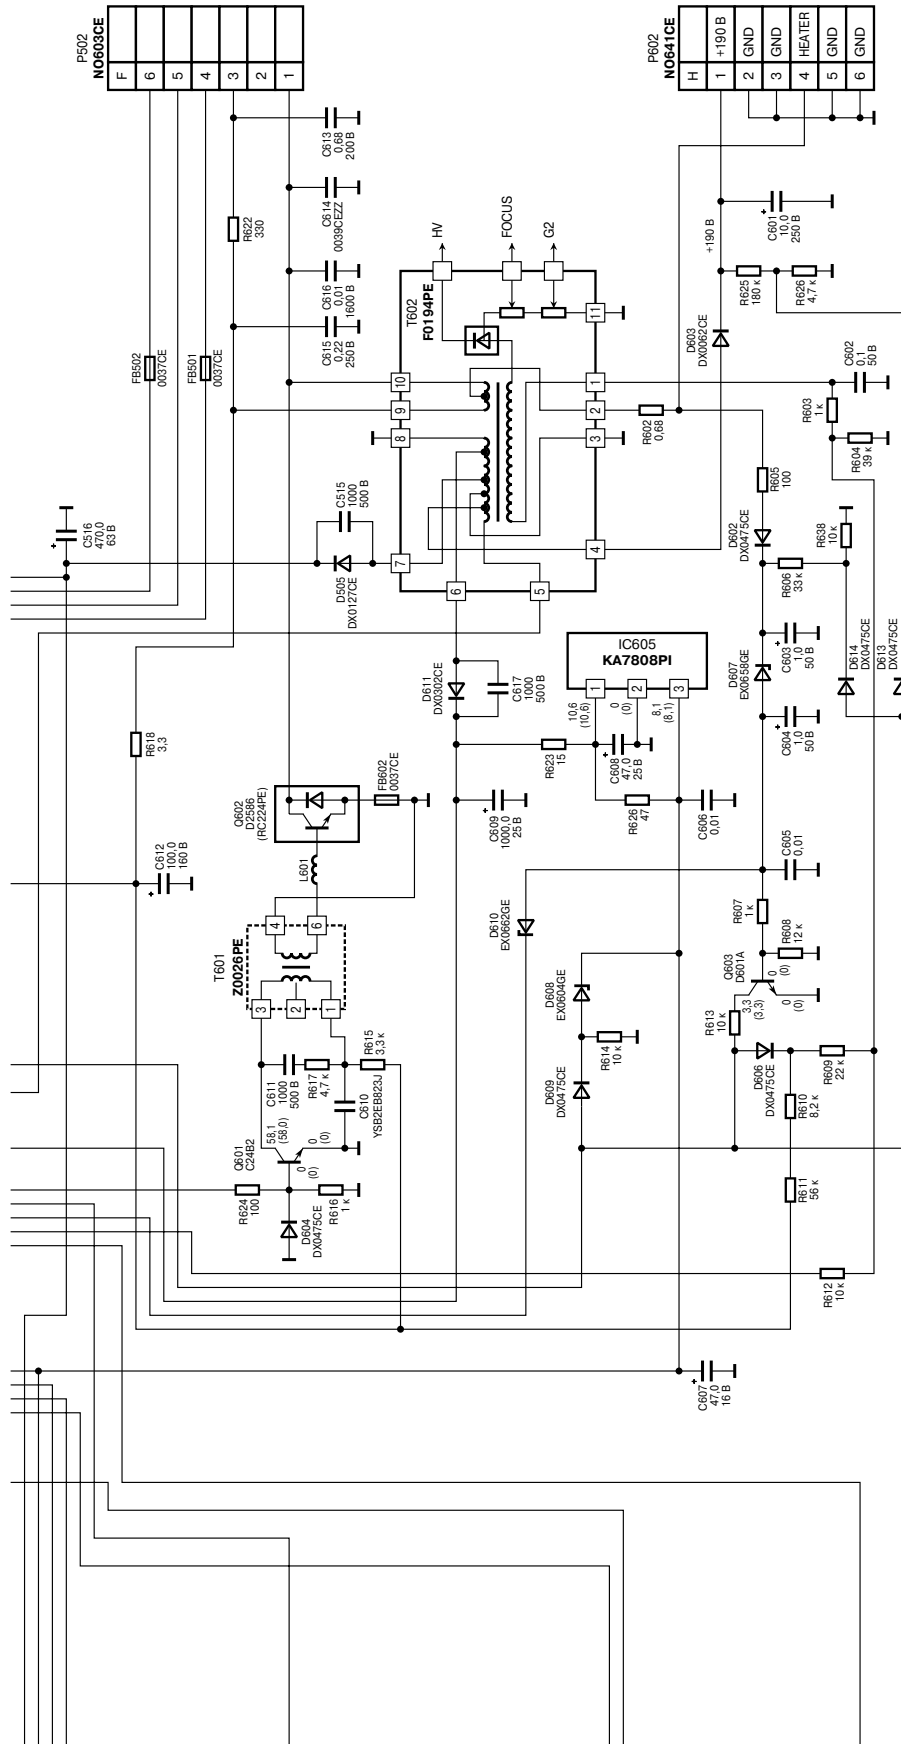 P502
NO603CE
F
6
5
4
3
2
1
P602
NO641CE
H
1
+190 В
2
GND
3
GND
4
HEATER
5
GND
6
GND
C613
0,68
200 В
C614
0039CEZZ
R622
330
C616
0,01
1600 В
C615
0,22
250 В
FB502
0037CE
FB501
0037CE
HV
FOCUS
G2
T602
F0194PE
11
10
9
8
7
6
5
1
2
3
4
+190 В
C601
10,0
250 В
R625
180 к
R626
4,7 к
D603
DX0062CE
C602
0,1
50 В
R603
1 к
R604
39 к
R602
0,68
R605
100
C516
470,0
63 В
C515
1000
500 В
D505
DX0127CE
D602
DX0475CE
R638
10 к
R606
33 к
IC605
KA7808PI
1
2
3
10,6
(10,6)
0
(0)
8,1
(8,1)
D611
DX0302CE
C617
1000
500 В
D607
EX0658GE
C603
1,0
50 В
C604
1,0
50 В
D614
DX0475CE
D613
DX0475CE
R618
3,3
R623
15
C608
47,0
25 В
R626
47
C606
0,01
C609
1000,0
25 В
Q602
D2586
(RC224PE)
FB602
0037CE
L601
C612
100,0
160 В
C605
0,01
T601
Z0026PE
4
6
3
2
1
D610
EX0662GE
R607
1 к
R608
12 к
Q603
D601A
0
(0)
3,3
(3,3)
0
(0)
D608
EX0604GE
R613
10 к
R614
10 к
D609
DX0475CE
D606
DX0475CE
R609
22 к
R610
8,2 к
R611
56 к
C611
1000
500 В
R617
4,7 к
R615
3,3 к
C610
YSB2EB823J
Q601
C24B2
58,1
(58,0)
0
(0)
0
(0)
R624
100
R616
1 к
D604
DX0475CE
R612
10 к
C607
47,0
16 В